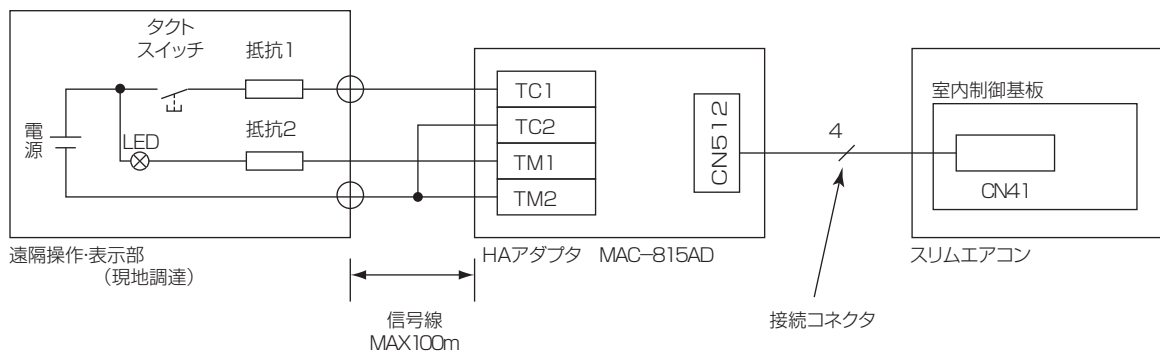 タクト
スイッチ
抵抗1
電源
LED
抵抗2
遠隔操作・表示部
(現地調達)
信号線
MAX100m
TC1
TC2
TM1
TM2
CN512
HAアダプタ MAC-815AD
4
接続コネクタ
室内制御基板
CN41
スリムエアコン